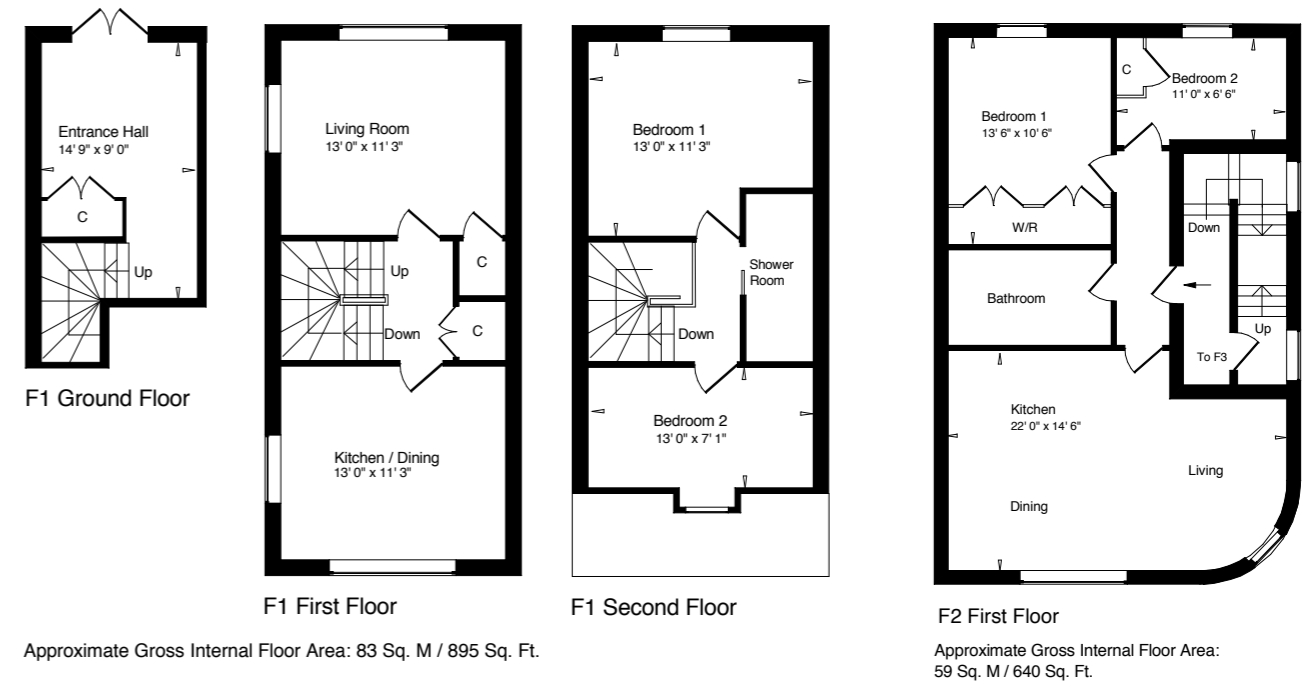 Entrance Hall
14' 9" x 9' 0"
C
Up
F1 Ground Floor
Living Room
13' 0" x 11' 3"
Up
C
Down
C
Kitchen / Dining
13' 0" x 11' 3"
F1 First Floor
Bedroom 1
13' 0" x 11' 3"
Shower
Room
Down
Bedroom 2
13' 0" x 7' 1"
F1 Second Floor
Approximate Gross Internal Floor Area: 83 Sq. M / 895 Sq. Ft.
C
Bedroom 2
11' 0" x 6' 6"
Bedroom 1
13' 6" x 10' 6"
W/R
Down
Bathroom
Up
To F3
Kitchen
22' 0" x 14' 6"
Living
Dining
F2 First Floor
Approximate Gross Internal Floor Area:
59 Sq. M / 640 Sq. Ft.